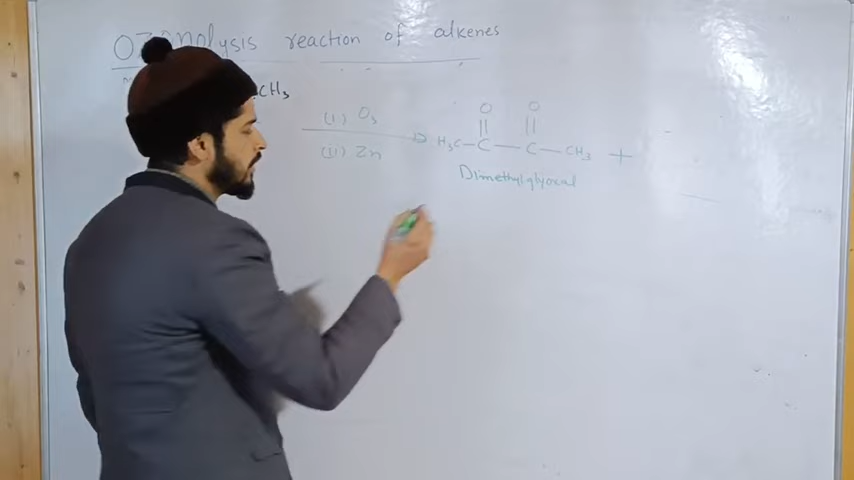 Ozonolysis reaction of alkenes
CH3
(i) O3
(ii) Zn
O O
H3C-C-C-CH3 +
Dimethylglyoxal